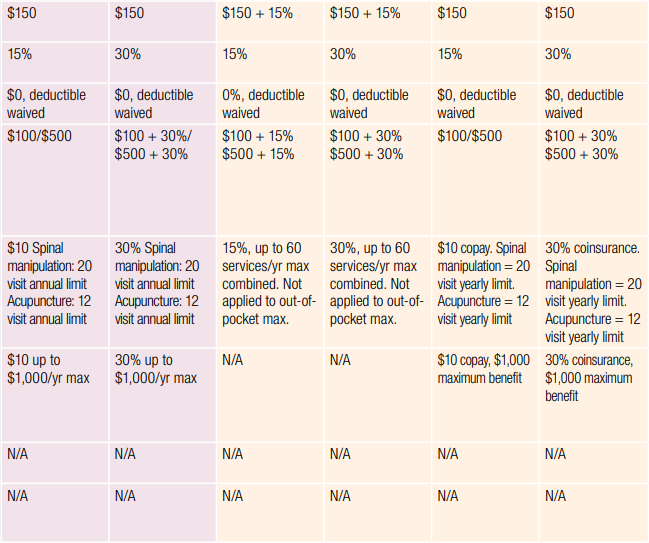 $150
$150
$150 + 15%
$150 + 15%
$150
$150
15%
30%
15%
30%
15%
30%
$0, deductible
waived
$0, deductible
waived
0%, deductible
waived
$0, deductible
waived
$0, deductible
waived
$0, deductible
waived
$100/$500
$100 + 30%/
$500 + 30%
$100 + 15%
$500 + 15%
$100 + 30%
$500 + 30%
$100/$500
$100 + 30%
$500 + 30%
$10 Spinal
manipulation: 20
visit annual limit
Acupuncture: 12
visit annual limit
30% Spinal
manipulation: 20
visit annual limit
Acupuncture: 12
visit annual limit
15%, up to 60
services/yr max
combined. Not
applied to out-of-
pocket max.
30%, up to 60
services/yr max
combined. Not
applied to out-of-
pocket max.
$10 copay. Spinal
manipulation = 20
visit yearly limit.
Acupuncture = 12
visit yearly limit
30% coinsurance.
Spinal
manipulation = 20
visit yearly limit.
Acupuncture = 12
visit yearly limit
$10 up to
$1,000/yr max
30% up to
$1,000/yr max
N/A
N/A
$10 copay, $1,000
maximum benefit
30% coinsurance,
$1,000 maximum
benefit
N/A
N/A
N/A
N/A
N/A
N/A
N/A
N/A
N/A
N/A
N/A
N/A